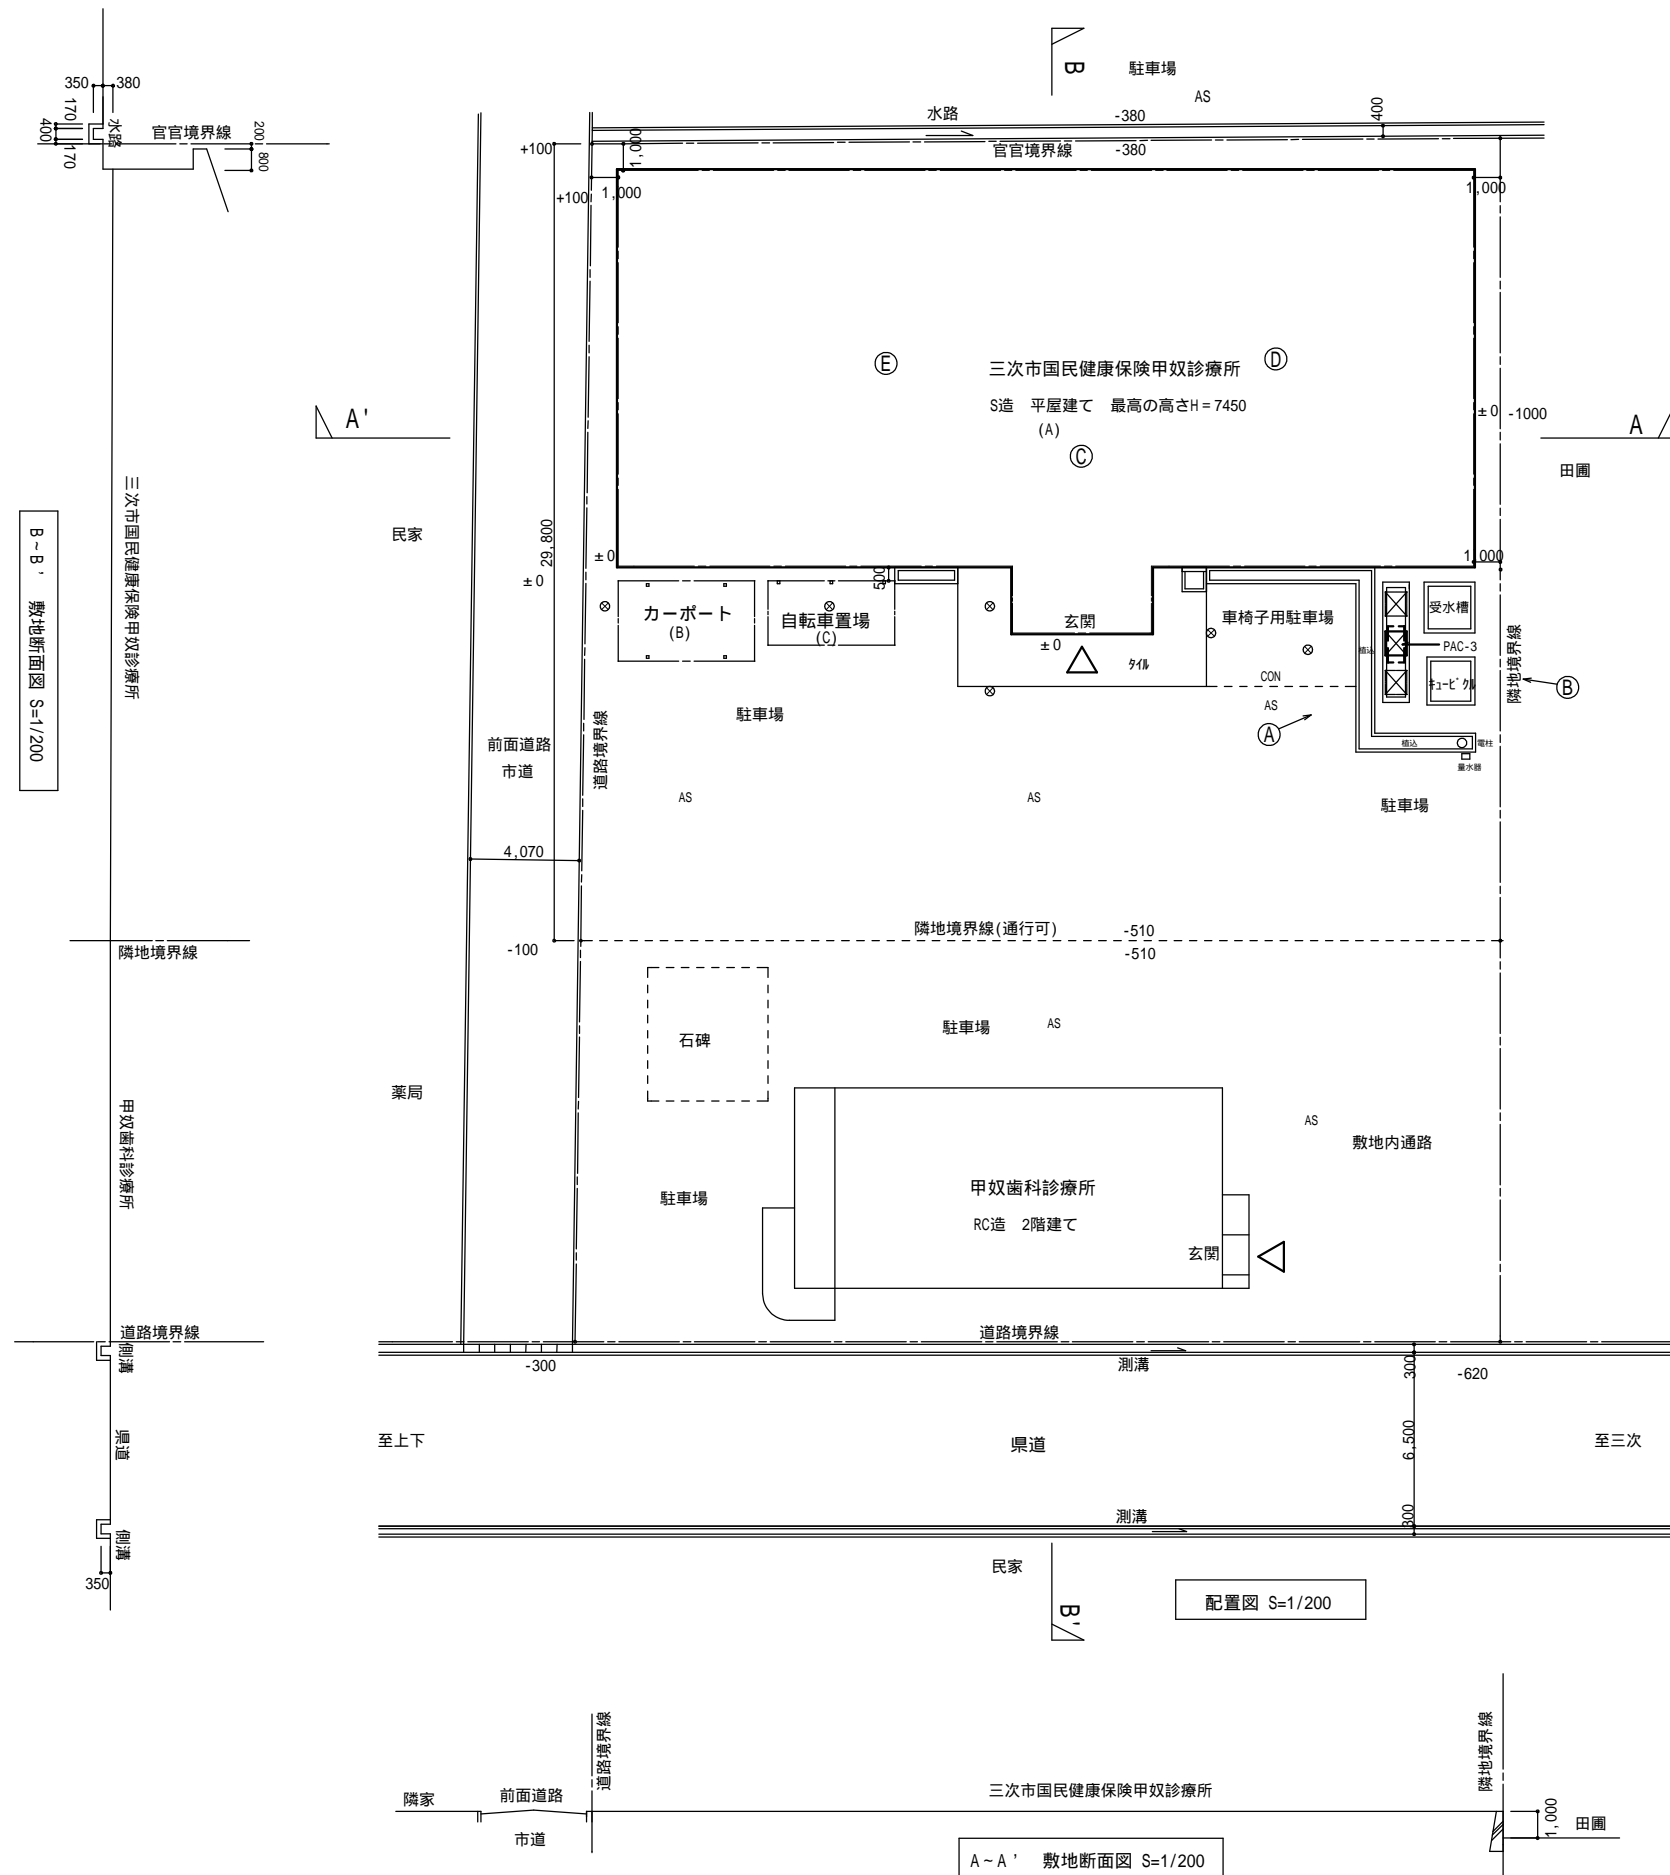 B
駐車場
AS
350
380
170
400
170
水路
官官境界線
200
800
水路
-380
400
+100
1,000
官官境界線
-380
+100
1,000
1,000
Ⓔ
三次市国民健康保険甲奴診療所
Ⓓ
S造 平屋建て 最高の高さH=7450
(A)
Ⓒ
±0
-1000
A'
A
田圃
三次市国民健康保険甲奴診療所
B~B' 敷地断面図 S=1/200
民家
29,800
±0
±0
500
1,000
カーポート
(B)
自転車置場
(C)
玄関
±0
タイル
車椅子用駐車場
CON
AS
植込
受水槽
PAC-3
キュービクル
隣地境界線
Ⓑ
Ⓐ
植込
電柱
量水器
駐車場
前面道路
市道
道路境界線
AS
AS
駐車場
4,070
隣地境界線(通行可)
-510
-510
-100
隣地境界線
石碑
駐車場
AS
薬局
甲奴歯科診療所
AS
敷地内通路
駐車場
甲奴歯科診療所
RC造 2階建て
玄関
道路境界線
側溝
道路境界線
-300
測溝
300
-620
県道
至上下
県道
6,500
至三次
側溝
350
測溝
300
民家
B'
配置図 S=1/200
道路境界線
隣地境界線
隣家
前面道路
市道
三次市国民健康保険甲奴診療所
1,000
田圃
A~A' 敷地断面図 S=1/200